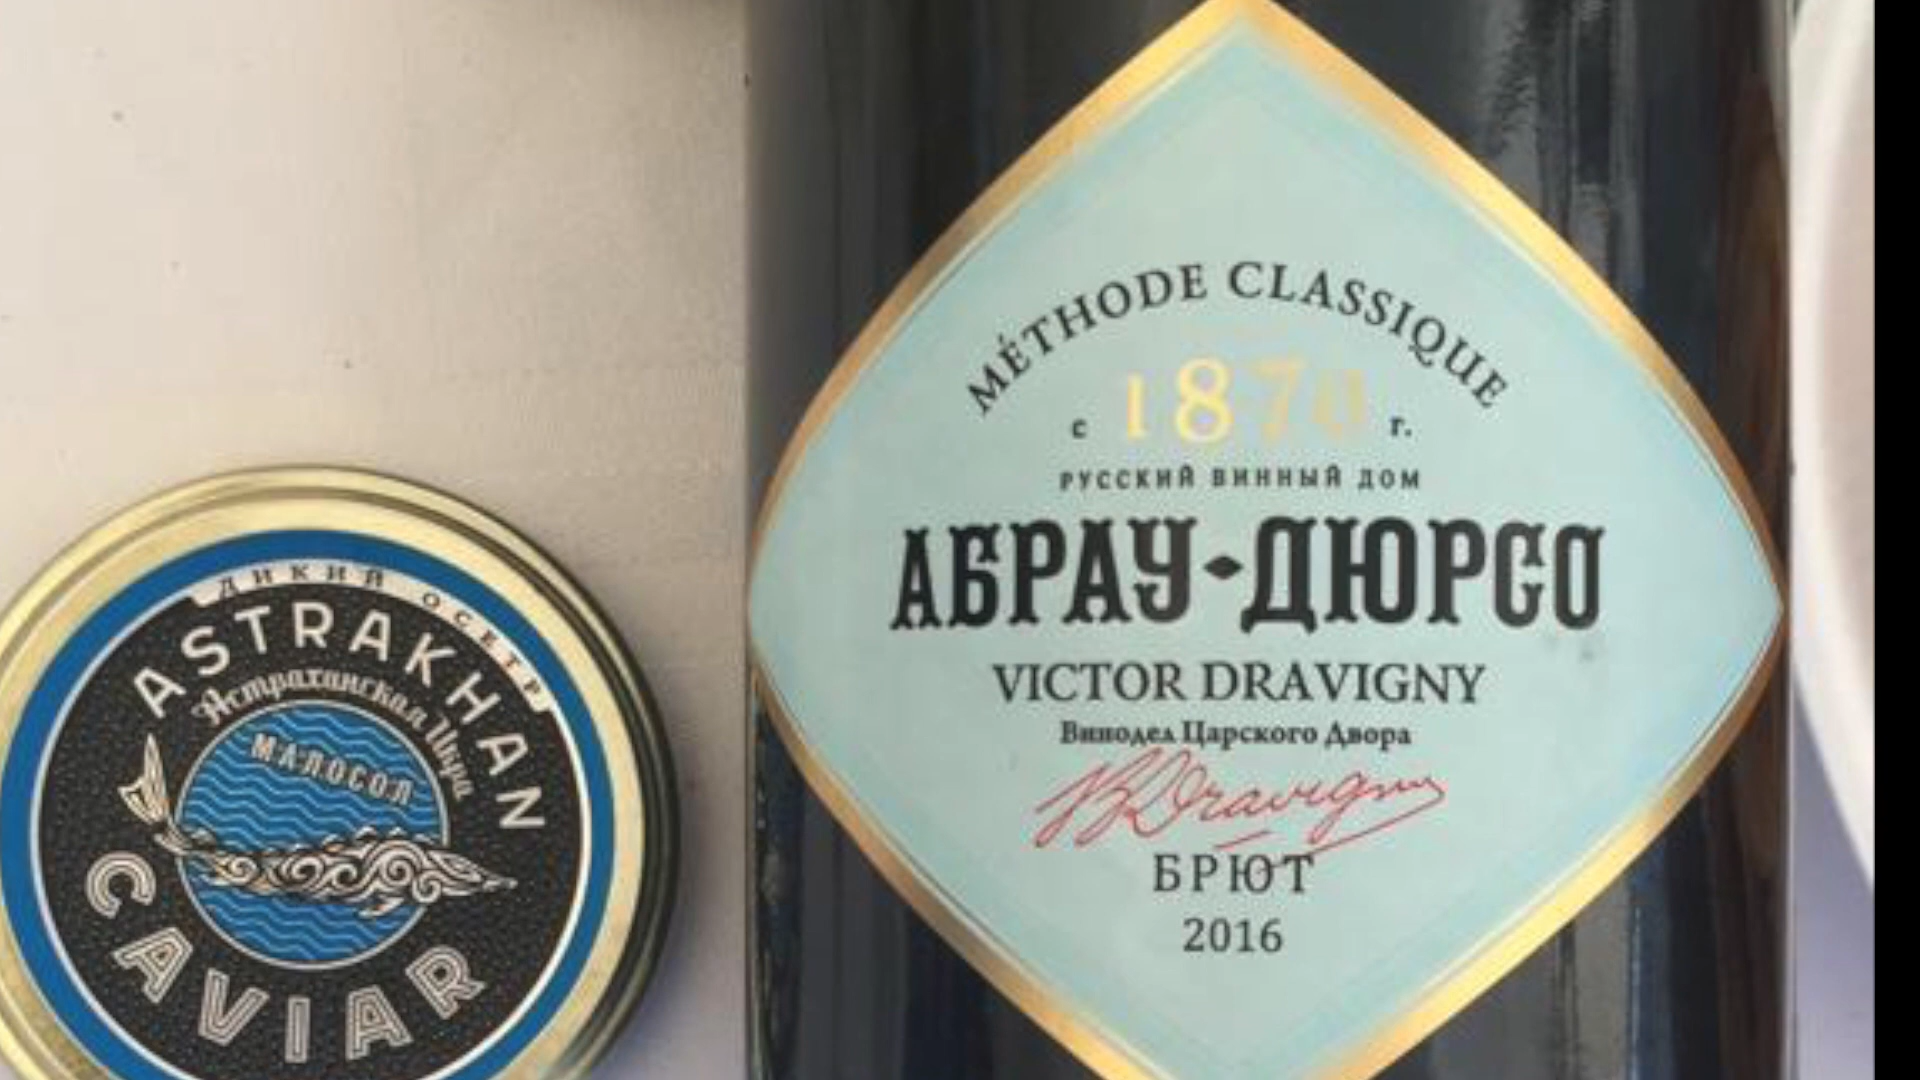 ДИКИЙ ОСЕТР
ASTRAKHAN
Астраханская Икра
МАЛОСОЛ
CAVIAR
MÉTHODE CLASSIQUE
с 1870 г.
РУССКИЙ ВИННЫЙ ДОМ
АБРАУ-ДЮРСО
VICTOR DRAVIGNY
Винодел Царского Двора
VDravigny
БРЮТ
2016